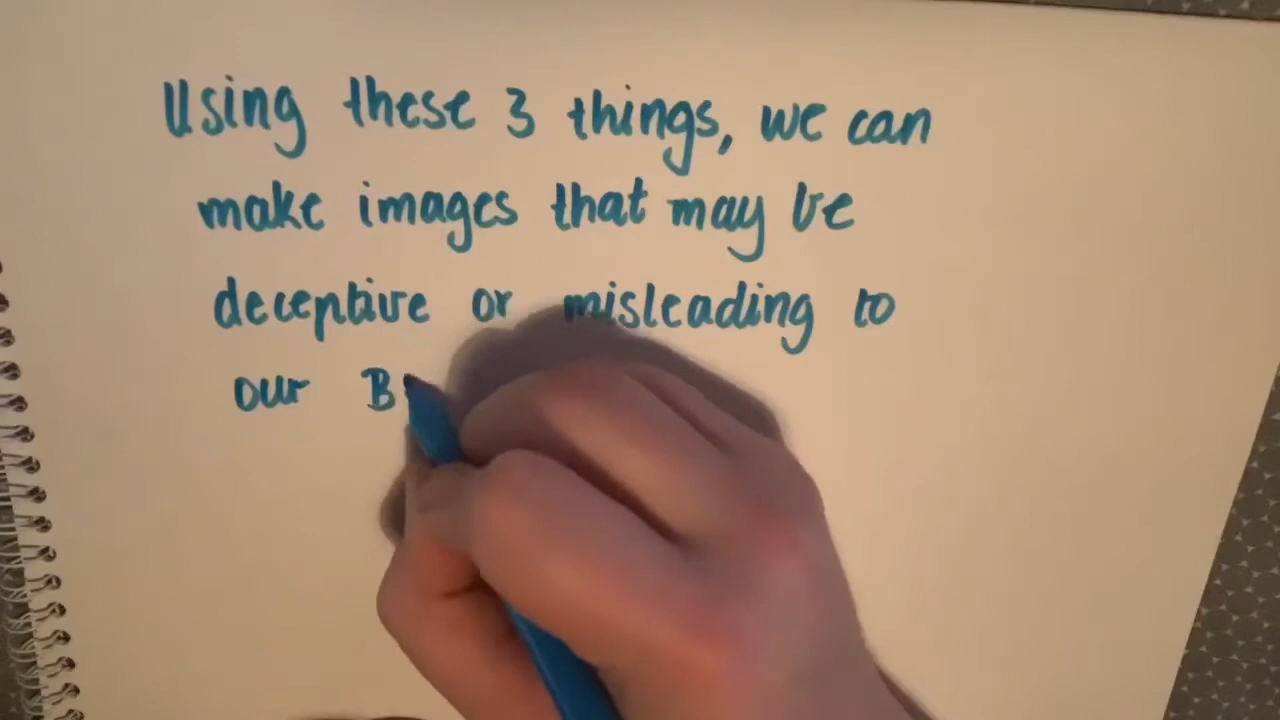 Using these 3 things, we can
make images that may be
deceptive or misleading to
our B